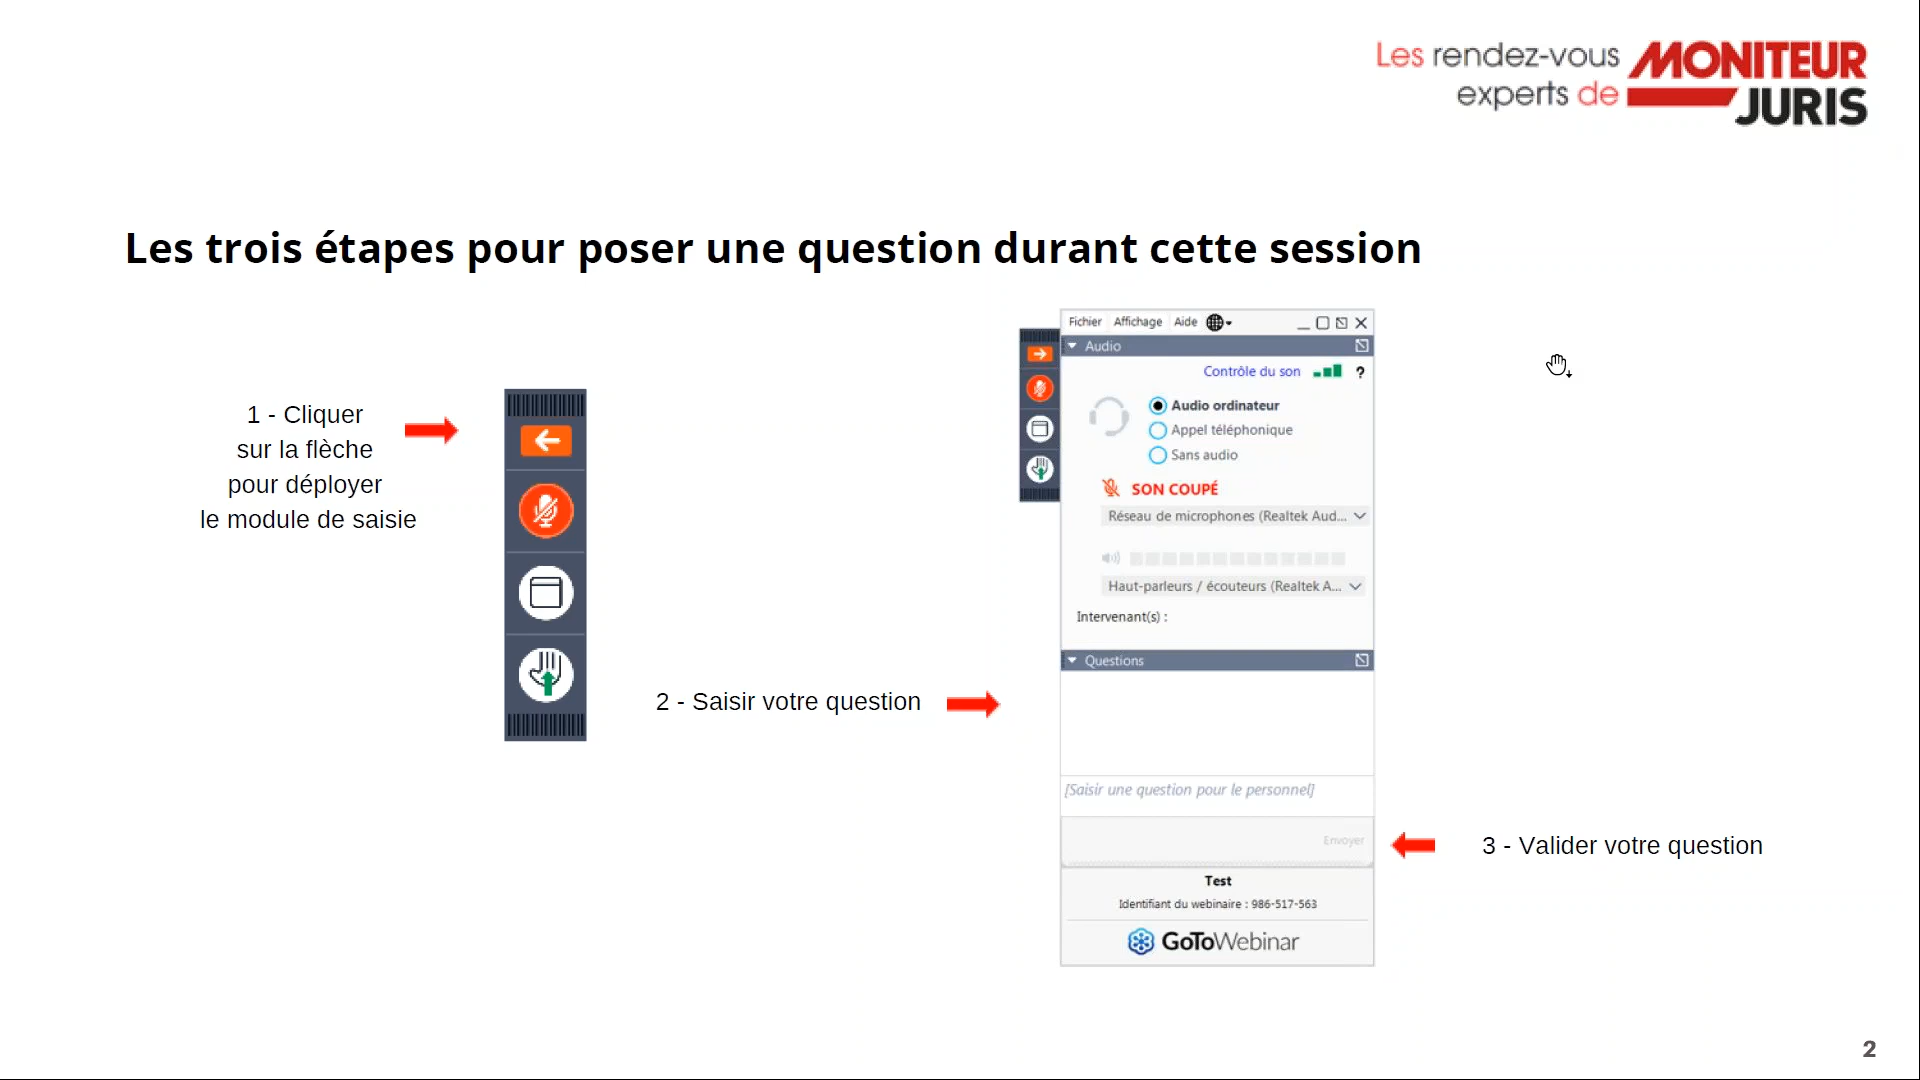 Les rendez-vous
experts de
MONITEUR
JURIS
Les trois étapes pour poser une question durant cette session
1 - Cliquer
sur la flèche
pour déployer
le module de saisie
2 - Saisir votre question
Fichier Affichage Aide
Audio
Contrôle du son ?
Audio ordinateur
Appel téléphonique
Sans audio
SON COUPÉ
Réseau de microphones (Realtek Aud...
Haut-parleurs / écouteurs (Realtek A...
Intervenant(s) :
Questions
[Saisir une question pour le personnel]
Envoyer
3 - Valider votre question
Test
Identifiant du webinaire : 986-517-563
GoToWebinar
2